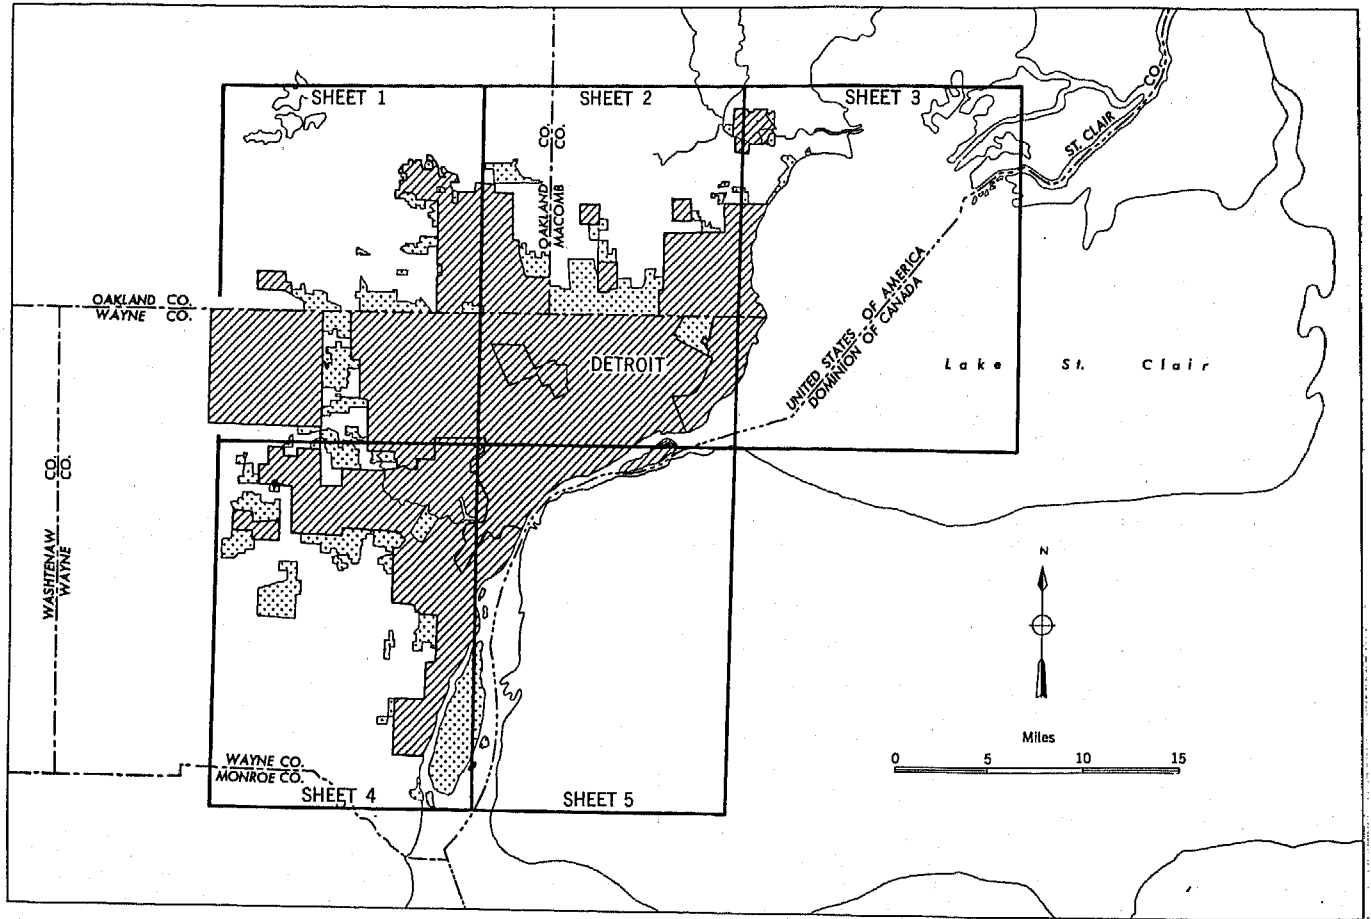 SHEET 1
SHEET 2
SHEET 3
CO.
CO.
OAKLAND
MACOMB
ST. CLAIR CO.
OAKLAND CO.
WAYNE CO.
UNITED STATES OF AMERICA
DOMINION OF CANADA
DETROIT
Lake St. Clair
WASHTENAW CO.
WAYNE CO.
N
Miles
0 5 10 15
WAYNE CO.
MONROE CO.
SHEET 4
SHEET 5